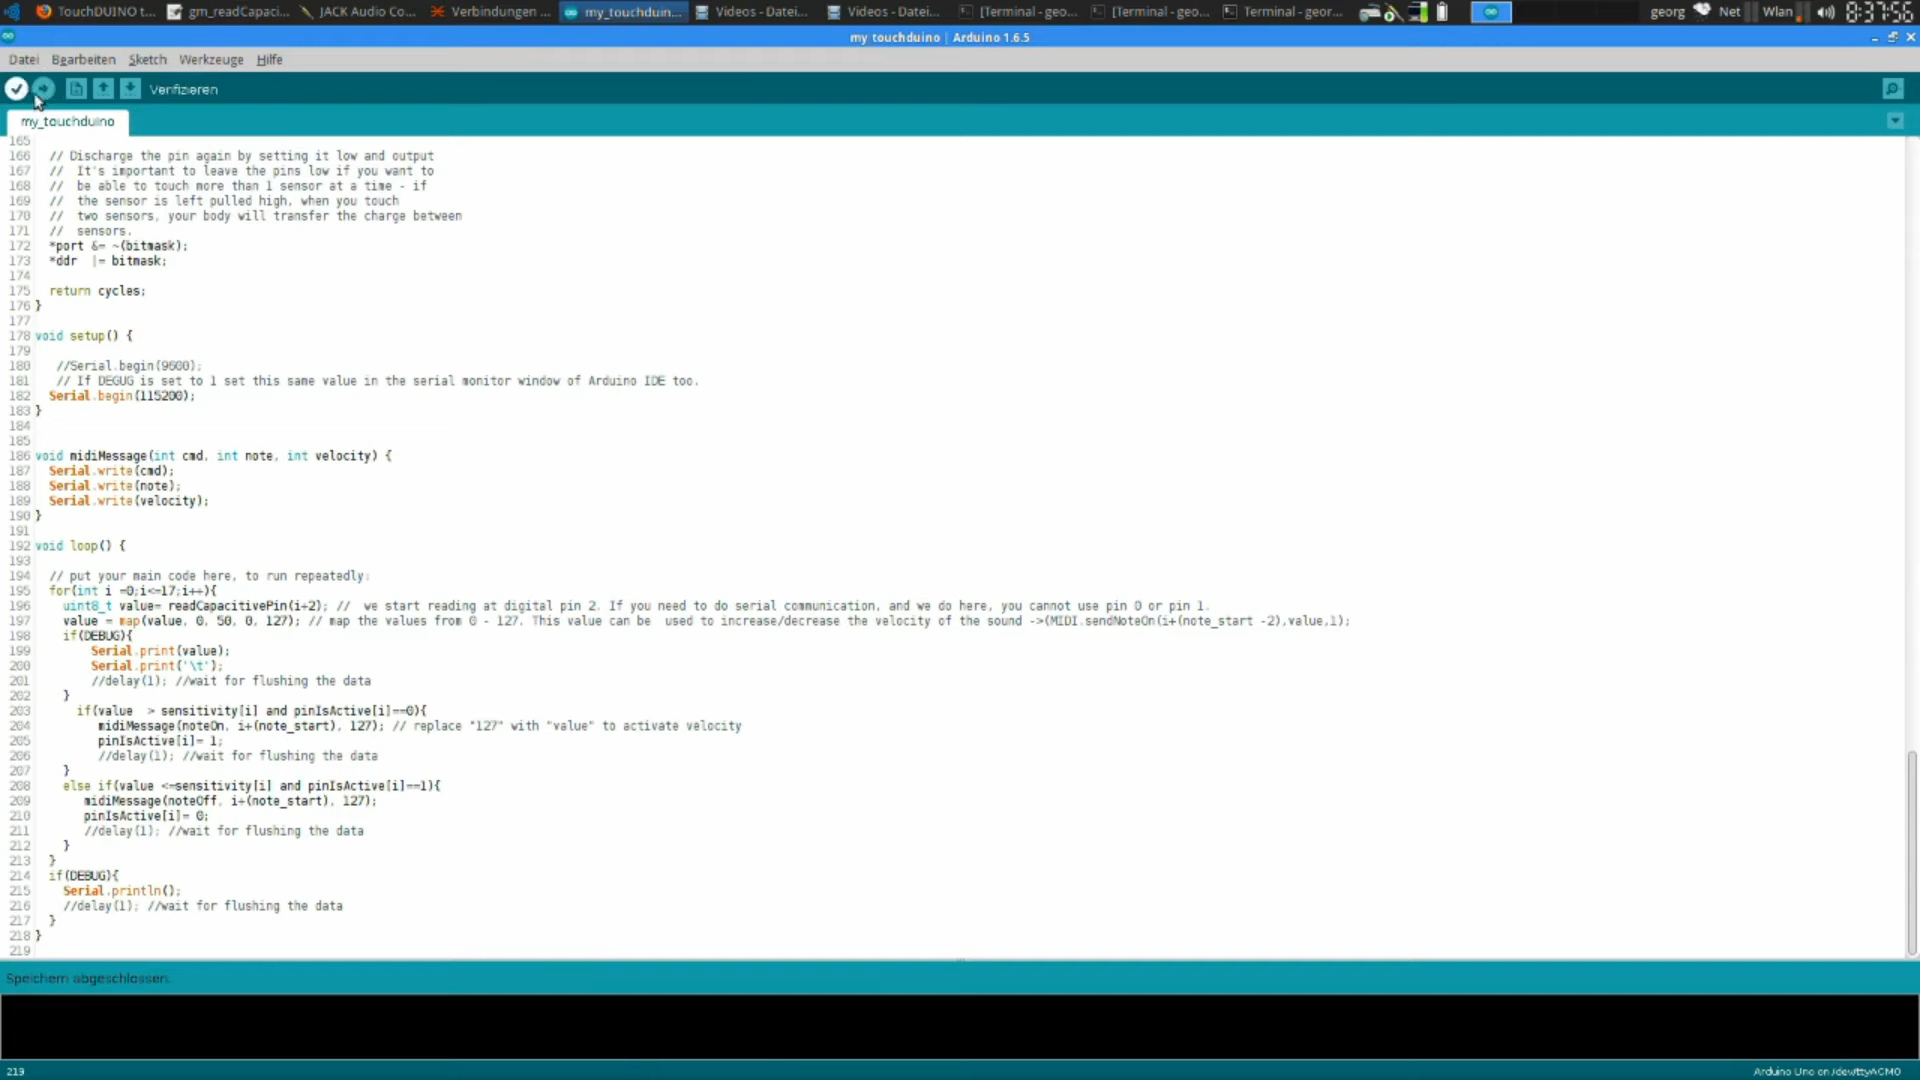 TouchDUINO t...
gm_readCapaci...
JACK Audio Co...
Verbindungen ...
my_touchduin...
Videos - Datei...
Videos - Datei...
[Terminal - geo...
[Terminal - geo...
Terminal - geor...
georg
Net
Wlan
8:37:56
my touchduino | Arduino 1.6.5
Datei Bearbeiten Sketch Werkzeuge Hilfe
Verifizieren
my_touchduino
165
166 // Discharge the pin again by setting it low and output
167 // It's important to leave the pins low if you want to
168 // be able to touch more than 1 sensor at a time - if
169 // the sensor is left pulled high, when you touch
170 // two sensors, your body will transfer the charge between
171 // sensors.
172 *port &= ~(bitmask);
173 *ddr |= bitmask;
174
175 return cycles;
176 }
177
178 void setup() {
179
180 //Serial.begin(9600);
181 // If DEGUG is set to 1 set this same value in the serial monitor window of Arduino IDE too.
182 Serial.begin(115200);
183 }
184
185
186 void midiMessage(int cmd, int note, int velocity) {
187 Serial.write(cmd);
188 Serial.write(note);
189 Serial.write(velocity);
190 }
191
192 void loop() {
193
194 // put your main code here, to run repeatedly:
195 for(int i =0;i<=17;i++){
196 uint8_t value= readCapacitivePin(i+2); // we start reading at digital pin 2. If you need to do serial communication, and we do here, you cannot use pin 0 or pin 1.
197 value = map(value, 0, 50, 0, 127); // map the values from 0 - 127. This value can be used to increase/decrease the velocity of the sound ->(MIDI.sendNoteOn(i+(note_start -2),value,1);
198 if(DEBUG){
199 Serial.print(value);
200 Serial.print('\t');
201 //delay(1); //wait for flushing the data
202 }
203 if(value > sensitivity[i] and pinIsActive[i]==0){
204 midiMessage(noteOn, i+(note_start), 127); // replace "127" with "value" to activate velocity
205 pinIsActive[i]= 1;
206 //delay(1); //wait for flushing the data
207 }
208 else if(value <=sensitivity[i] and pinIsActive[i]==1){
209 midiMessage(noteOff, i+(note_start), 127);
210 pinIsActive[i]= 0;
211 //delay(1); //wait for flushing the data
212 }
213 }
214 if(DEBUG){
215 Serial.println();
216 //delay(1); //wait for flushing the data
217 }
218 }
219
Speichern abgeschlossen.
219
Arduino Uno on /dev/ttyACM0